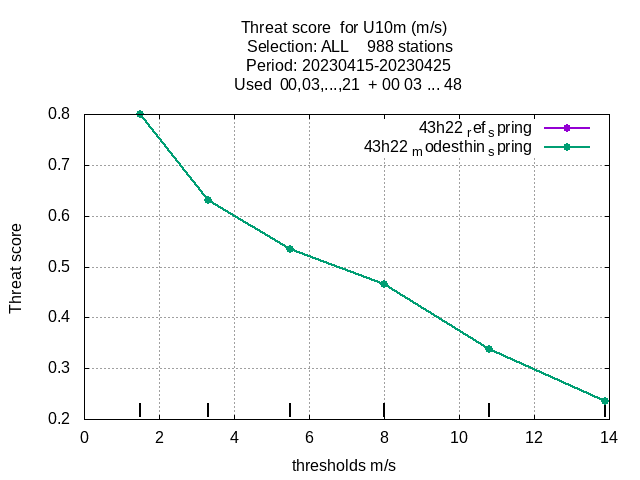 Threat score  for U10m (m/s)
Selection: ALL    988 stations
Period: 20230415-20230425
Used  00,03,...,21  + 00 03 ... 48
43h22 ref spring
43h22 modesthin spring
Threat score
0.8
0.7
0.6
0.5
0.4
0.3
0.2
0 2 4 6 8 10 12 14
thresholds m/s